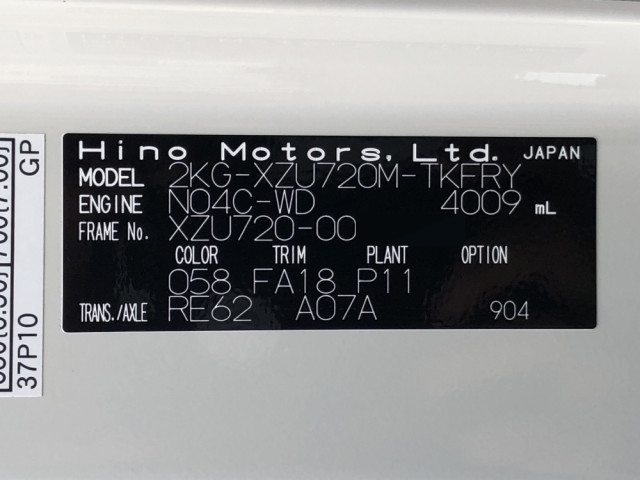 Hino Motors, Ltd. JAPAN
MODEL 2KG-XZU720M-TKFRY
ENGINE N04C-WD 4009 mL
FRAME No. XZU720-00
COLOR TRIM PLANT OPTION
058 FA18 P11
TRANS./AXLE RE62 A07A 904
GP
37P10